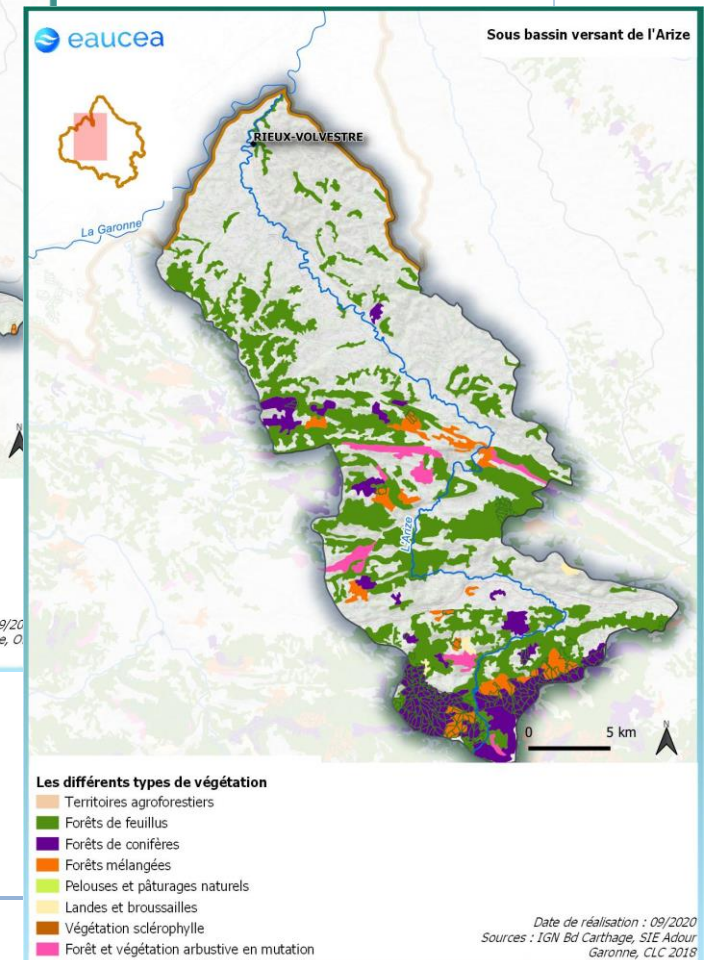 eaucea
Sous bassin versant de l'Arize
RIEUX-VOLVESTRE
La Garonne
L'Arize
N
9/20
e, O
0 5 km
N
Les différents types de végétation
Territoires agroforestiers
Forêts de feuillus
Forêts de conifères
Forêts mélangées
Pelouses et pâturages naturels
Landes et broussailles
Végétation sclérophylle
Forêt et végétation arbustive en mutation
Date de réalisation : 09/2020
Sources : IGN Bd Carthage, SIE Adour
Garonne, CLC 2018